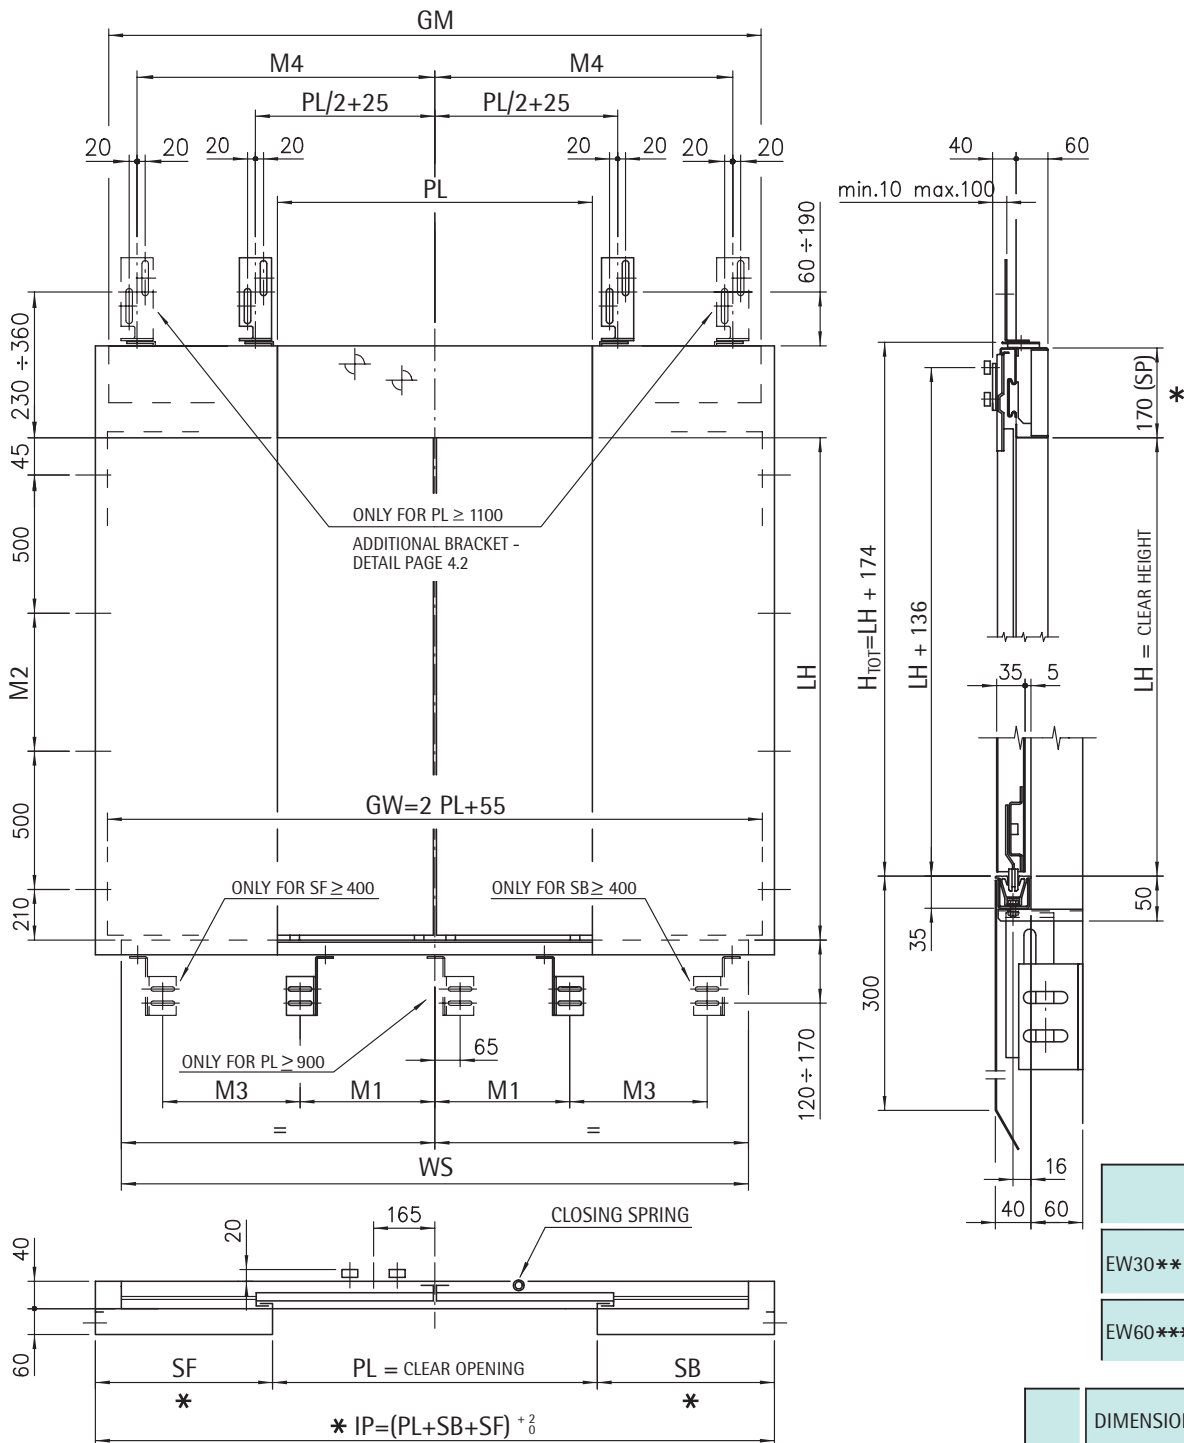 GM
M4 M4
PL/2+25 PL/2+25
20 20 20 20 20 20 20 20
40 60
PL
min.10 max.100
60 ÷190
230 ÷360
170 (SP) *
45
ONLY FOR PL ≥ 1100
ADDITIONAL BRACKET -
DETAIL PAGE 4.2
500
M2
LH
HTOT=LH + 174
LH + 136
LH = CLEAR HEIGHT
35 5
500
GW=2 PL+55
ONLY FOR SF ≥ 400
ONLY FOR SB≥ 400
210
35
50
300
ONLY FOR PL ≥ 900
65
120÷170
M3 M1 M1 M3
= =
WS
16
40 60
165
CLOSING SPRING
20
40
60
EW30**
EW60***
SF PL = CLEAR OPENING SB
* *
* IP=(PL+SB+SF) +2 0
DIMENSION